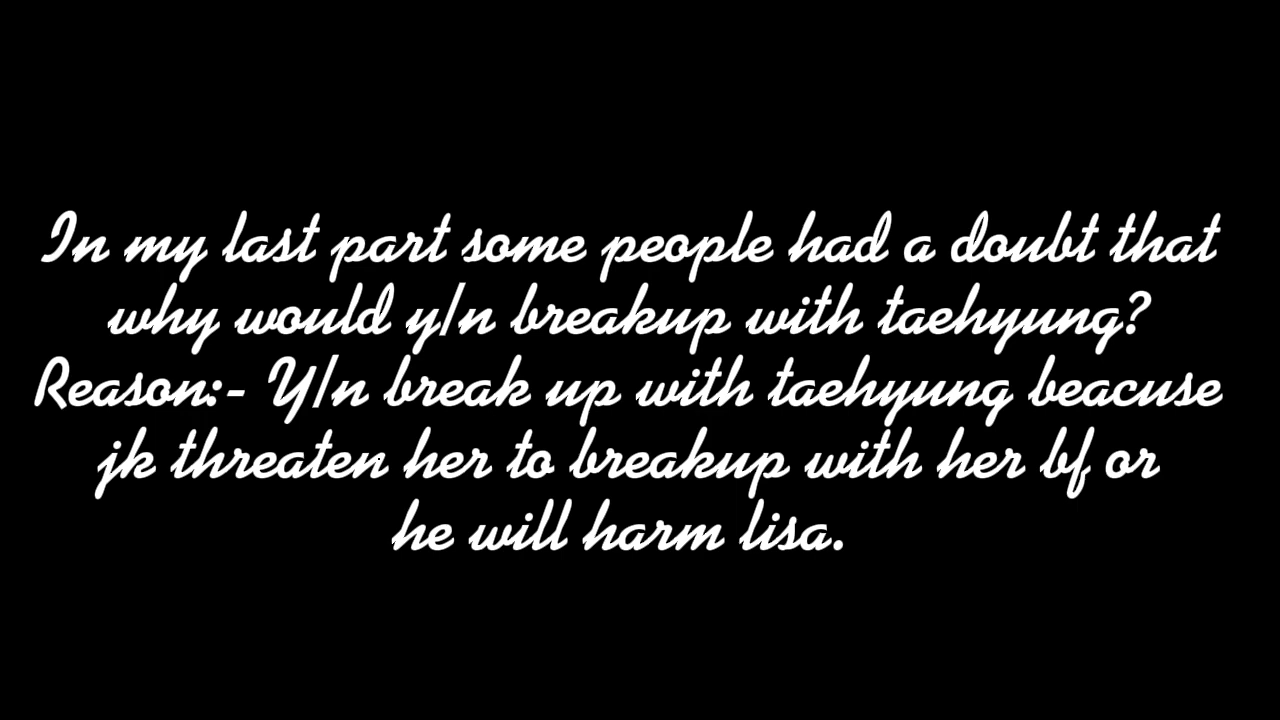 In my last part some people had a doubt that
why would y/n breakup with taehyung?
Reason:- Y/n break up with taehyung beacuse
jk threaten her to breakup with her bf or
he will harm lisa.